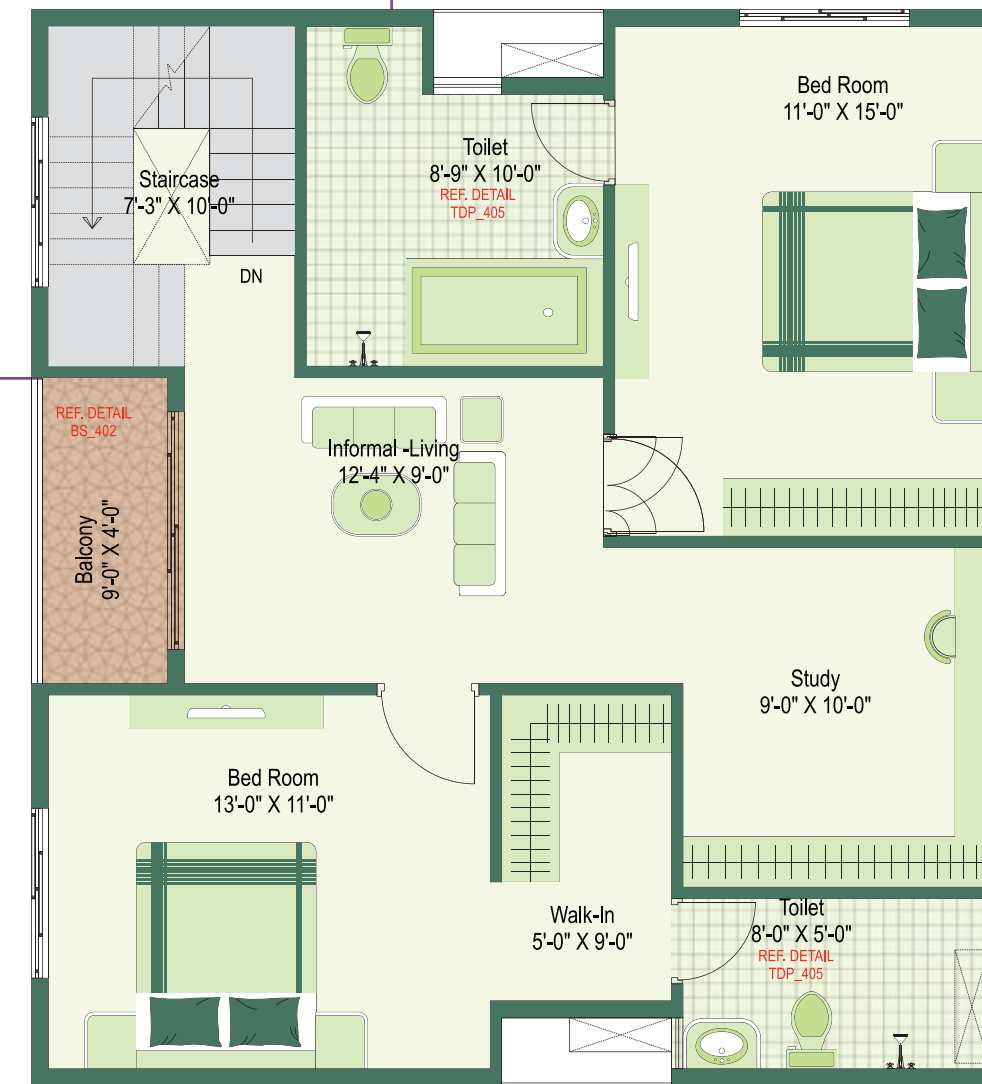 Bed Room
11'-0" X 15'-0"
Toilet
8'-9" X 10'-0"
REF. DETAIL
TDP_405
Staircase
7'-3" X 10'-0"
DN
REF. DETAIL
BS_402
Balcony
9'-0" X 4'-0"
Informal -Living
12'-4" X 9'-0"
Study
9'-0" X 10'-0"
Bed Room
13'-0" X 11'-0"
Walk-In
5'-0" X 9'-0"
Toilet
8'-0" X 5'-0"
REF. DETAIL
TDP_405